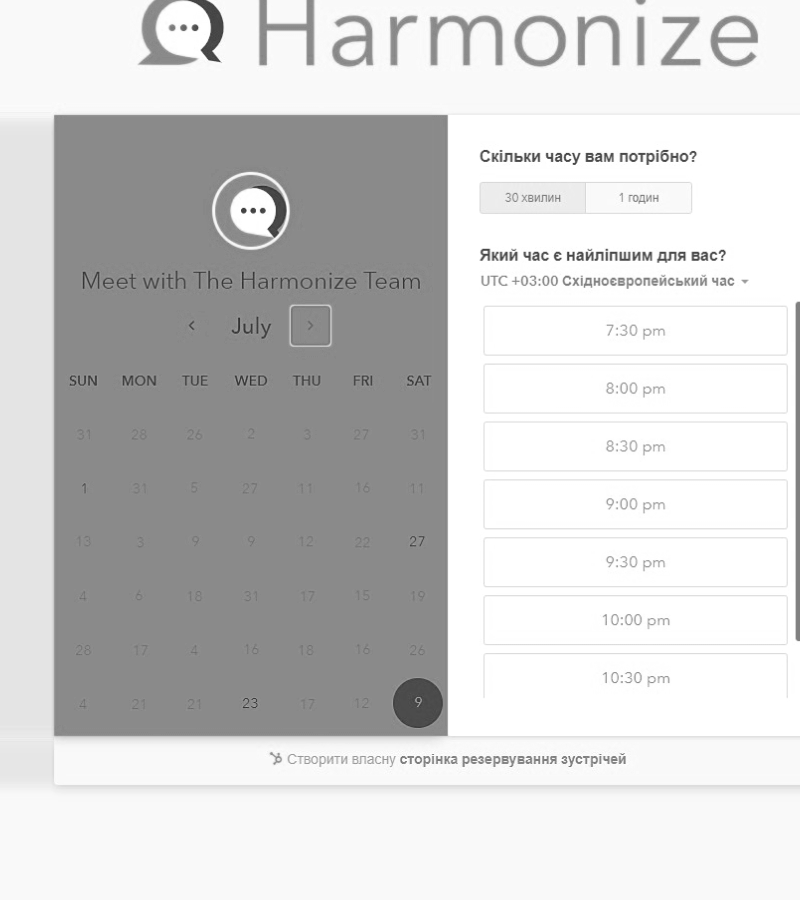 Harmonize
Meet with The Harmonize Team
July
SUN MON TUE WED THU FRI SAT
31 28 26 2 3 27 31
1 31 5 27 11 16 11
13 3 9 9 12 22 27
4 6 18 31 17 15 19
28 17 4 16 18 16 26
4 21 21 23 17 12 9
Скільки часу вам потрібно?
30 хвилин 1 годин
Який час є найліпшим для вас?
UTC +03:00 Східноєвропейський час
7:30 pm
8:00 pm
8:30 pm
9:00 pm
9:30 pm
10:00 pm
10:30 pm
Створити власну сторінка резервування зустрічей